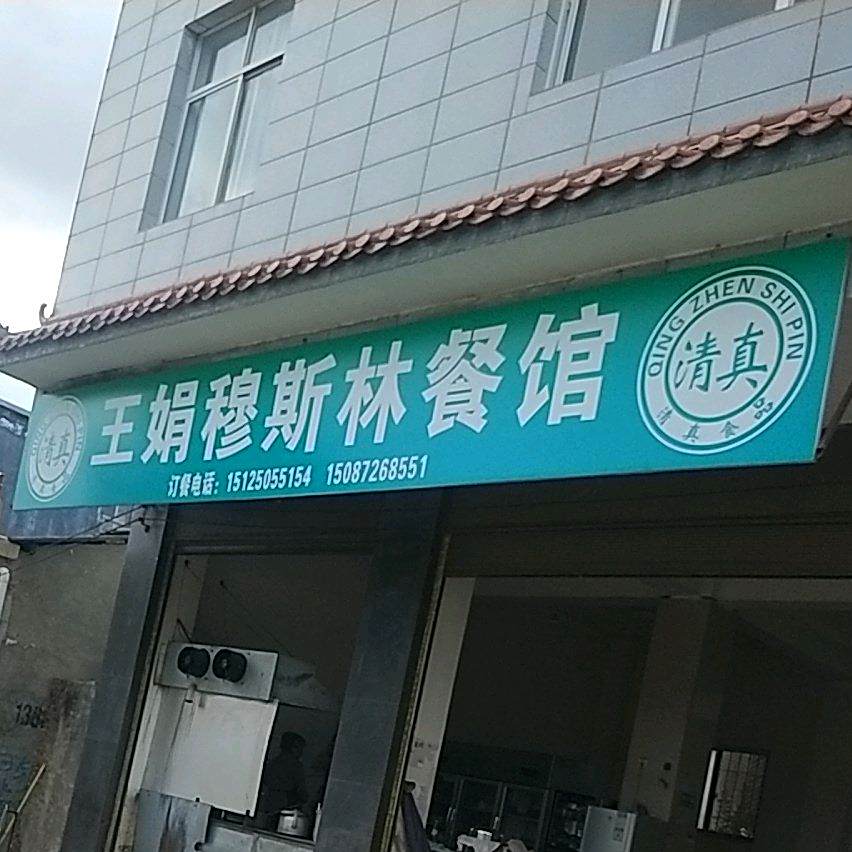 王娟穆斯林餐馆
订餐电话：15125055154 15087268551
清真
QING ZHEN SHI PIN
清真
清真食品